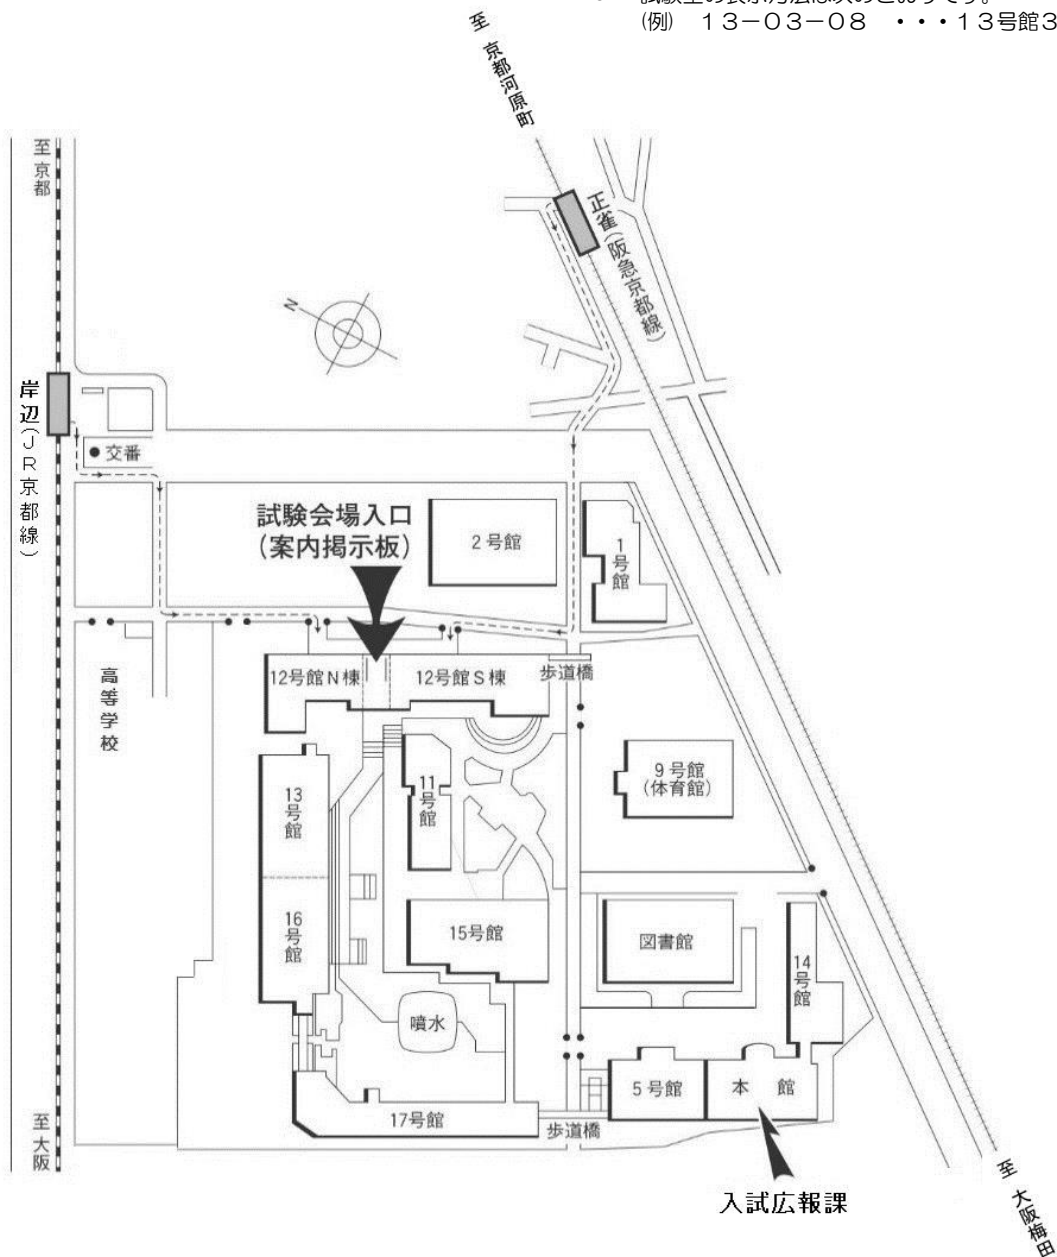 (例) 13-03-08 ・・・13号館3
至 京都河原町
至 京都
正雀(阪急京都線)
N
岸辺(JR京都線)
交番
試験会場入口
(案内掲示板)
2号館
1号館
高等学校
12号館N棟
12号館S棟
歩道橋
13号館
11号館
9号館
(体育館)
16号館
15号館
図書館
14号館
噴水
5号館
本 館
17号館
歩道橋
至 大阪
入試広報課
至 大阪梅田